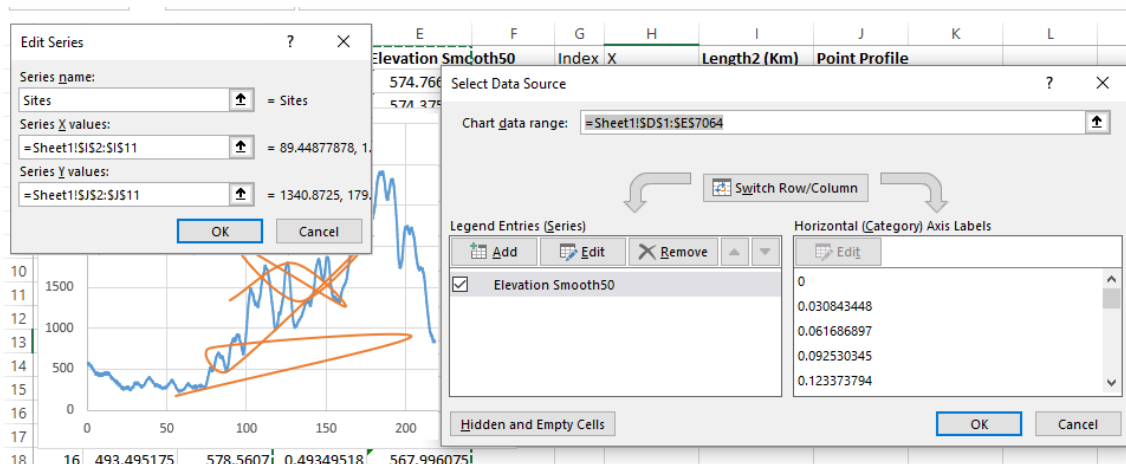 E F G H I J K L
Elevation Smooth50 Index X Length2 (Km) Point Profile
574.766
574.375
Edit Series ? ×
Series name:
Sites = Sites
Series X values:
=Sheet1!$I$2:$I$11 = 89.44877878, 1.
Series Y values:
=Sheet1!$J$2:$J$11 = 1340.8725, 179.
OK Cancel
Select Data Source ? ×
Chart data range: =Sheet1!$D$1:$E$7064
Switch Row/Column
Legend Entries (Series)
Add Edit Remove
Elevation Smooth50
Horizontal (Category) Axis Labels
Edit
0
0.030843448
0.061686897
0.092530345
0.123373794
Hidden and Empty Cells
OK Cancel
10
11
12
13
14
15
16
17
1500
1000
500
0
0 50 100 150 200
18 16 493.495175 578.5607 0.49349518 567.996075